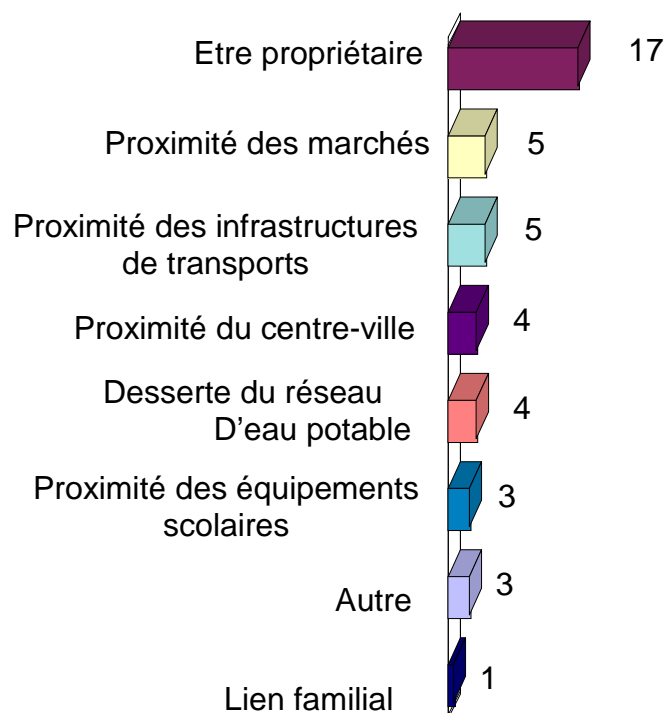 Etre propriétaire 17
Proximité des marchés 5
Proximité des infrastructures
de transports 5
Proximité du centre-ville 4
Desserte du réseau
D'eau potable 4
Proximité des équipements
scolaires 3
Autre 3
Lien familial 1